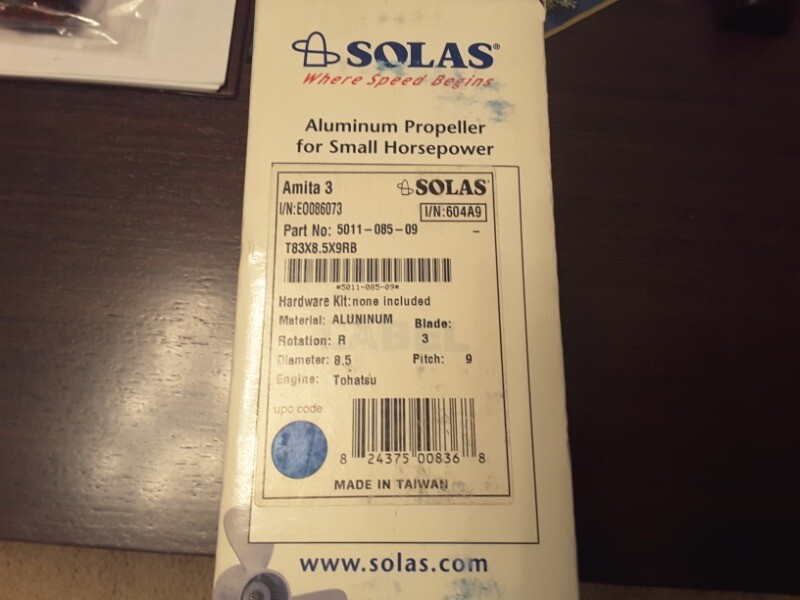 SOLAS®
Where Speed Begins
Aluminum Propeller
for Small Horsepower
Amita 3 SOLAS
I/N:E0086073 I/N:604A9
Part No: 5011-085-09 -
T83X8.5X9RB
*5011-085-09*
Hardware Kit:none included
Material: ALUNINUM Blade:
Rotation: R 3
Diameter: 8.5 Pitch: 9
Engine: Tohatsu
upc code:
8 24375 00836 8
MADE IN TAIWAN
www.solas.com